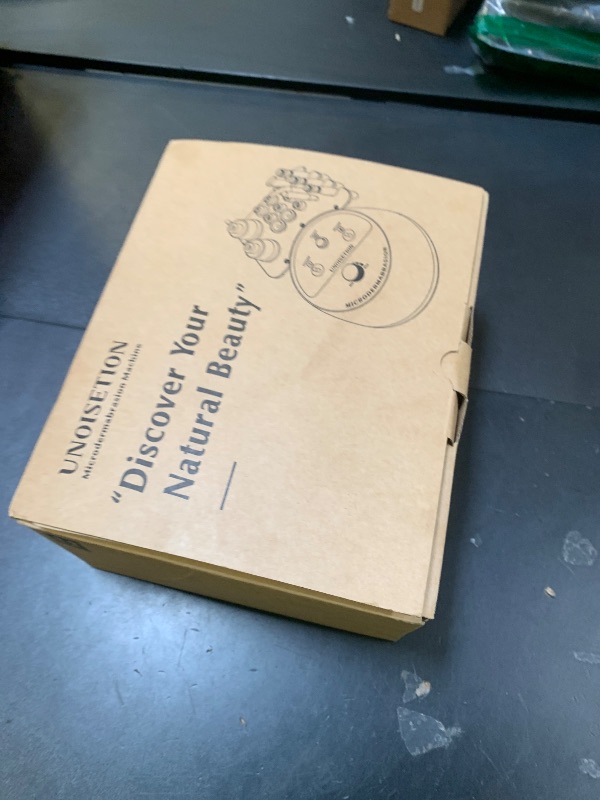 UNOISETION
Microdermabrasion Machine
“Discover Your
Natural Beauty”
UNOISETION
MICRODERMABRASION